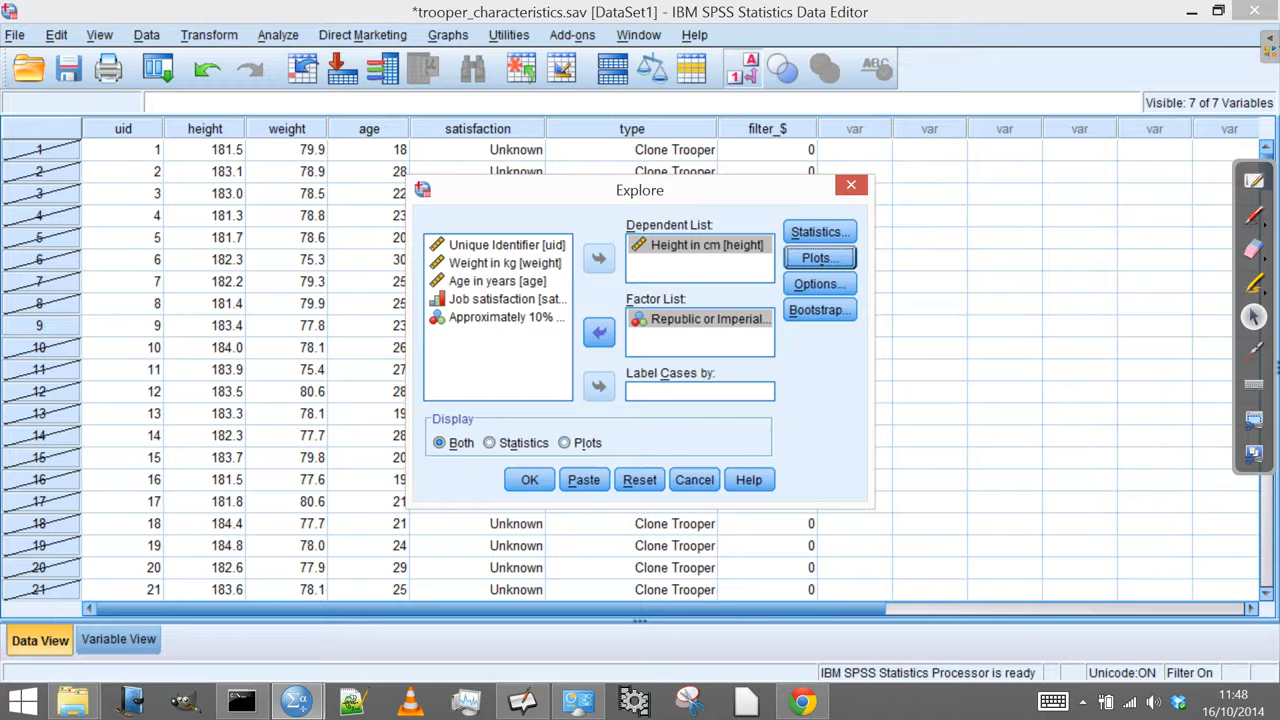 *trooper_characteristics.sav [DataSet1] - IBM SPSS Statistics Data Editor
File Edit View Data Transform Analyze Direct Marketing Graphs Utilities Add-ons Window Help
Visible: 7 of 7 Variables
uid height weight age satisfaction type filter_$ var var var var var var
1 1 181.5 79.9 18 Unknown Clone Trooper 0
2 2 183.1 78.9 28 Unknown Clone Trooper 0
3 3 183.0 78.5 22
4 4 181.3 78.8 23
5 5 181.7 78.6 20
6 6 182.6 75.3 30
7 7 182.2 79.3 25
8 8 181.4 79.9 25
9 9 183.4 77.8 23
10 10 184.0 78.1 26
11 11 183.9 75.4 27
12 12 183.5 80.6 28
13 13 183.3 78.1 19
14 14 182.3 77.7 28
15 15 183.7 79.8 20
16 16 181.5 77.6 19
17 17 181.8 80.6 21
18 18 184.4 77.7 21 Unknown Clone Trooper 0
19 19 184.8 78.0 24 Unknown Clone Trooper 0
20 20 182.6 77.9 29 Unknown Clone Trooper 0
21 21 183.6 78.1 25 Unknown Clone Trooper 0
Explore
Unique Identifier [uid]
Weight in kg [weight]
Age in years [age]
Job satisfaction [sat...
Approximately 10% ...
Dependent List:
Height in cm [height]
Factor List:
Republic or Imperial...
Label Cases by:
Statistics...
Plots...
Options...
Bootstrap...
Display
Both Statistics Plots
OK Paste Reset Cancel Help
Data View Variable View
IBM SPSS Statistics Processor is ready Unicode:ON Filter On
11:48
16/10/2014